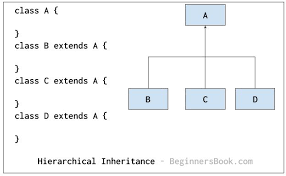 class A {
}
class B extends A {
}
class C extends A {
}
class D extends A {
}
A
B C D
Hierarchical Inheritance - BeginnersBook.com